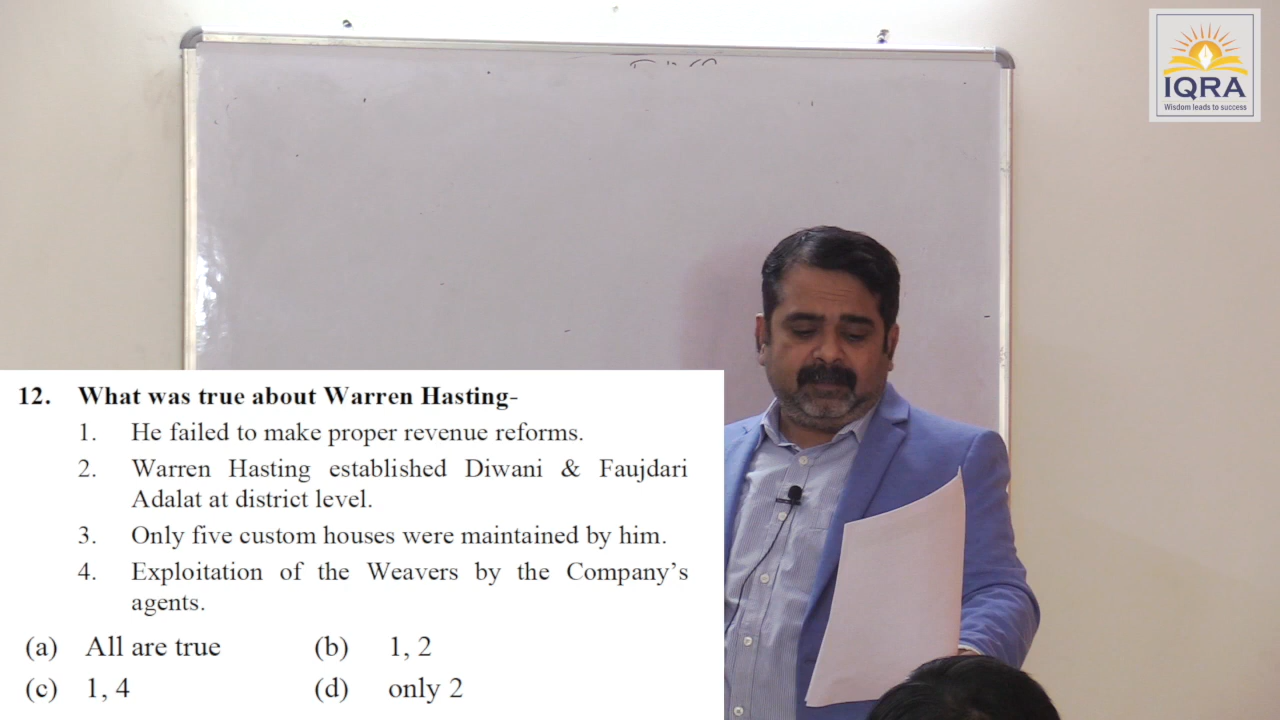 IQRA
Wisdom leads to success
12. What was true about Warren Hasting-
1. He failed to make proper revenue reforms.
2. Warren Hasting established Diwani & Faujdari
Adalat at district level.
3. Only five custom houses were maintained by him.
4. Exploitation of the Weavers by the Company's
agents.
(a) All are true (b) 1, 2
(c) 1, 4 (d) only 2